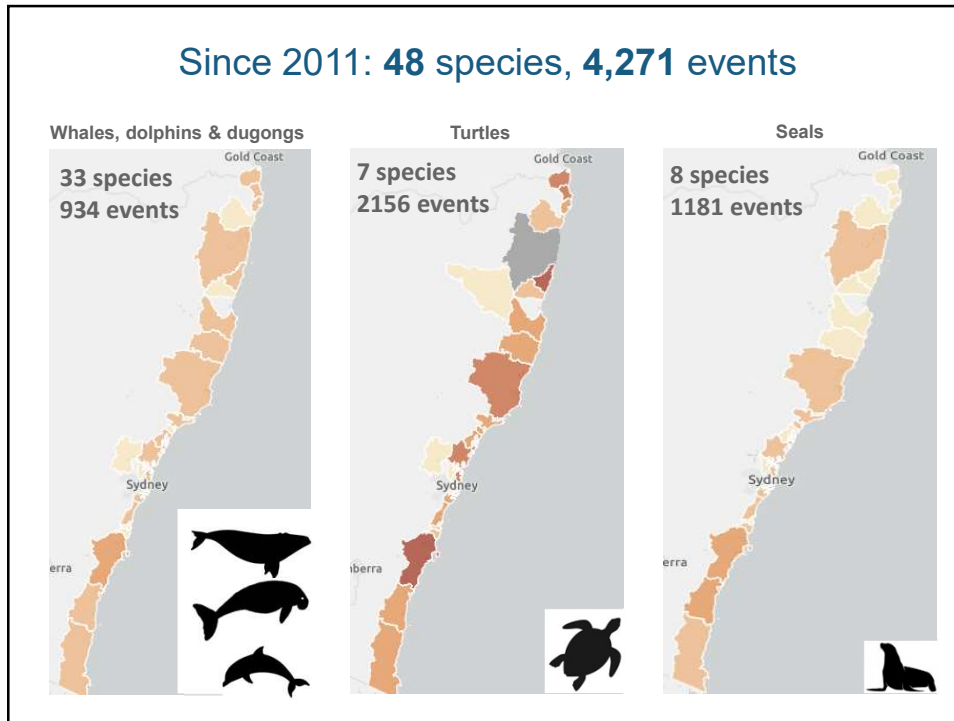 Since 2011: 48 species, 4,271 events
Whales, dolphins & dugongs
33 species
934 events
Gold Coast
Sydney
erra
Turtles
7 species
2156 events
Gold Coast
Sydney
nberra
Seals
8 species
1181 events
Gold Coast
Sydney
erra